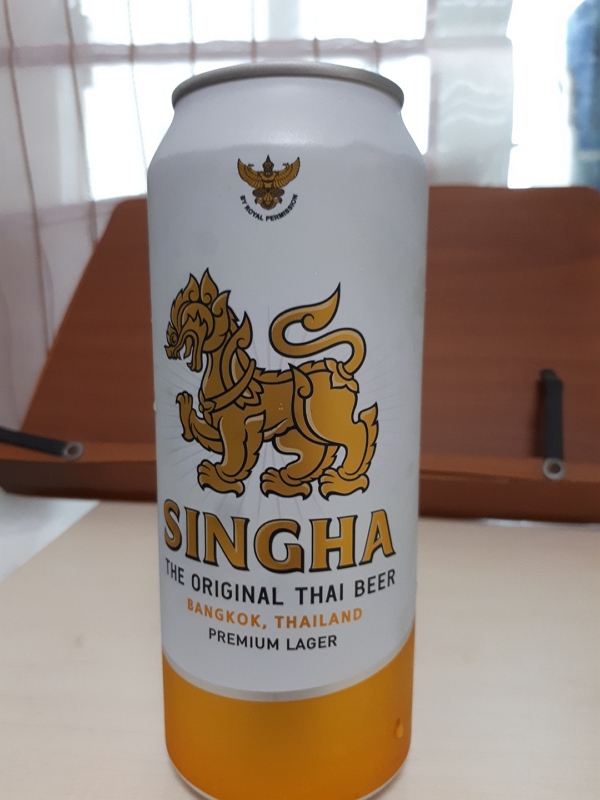 BY ROYAL PERMISSION
SINGHA
THE ORIGINAL THAI BEER
BANGKOK, THAILAND
PREMIUM LAGER